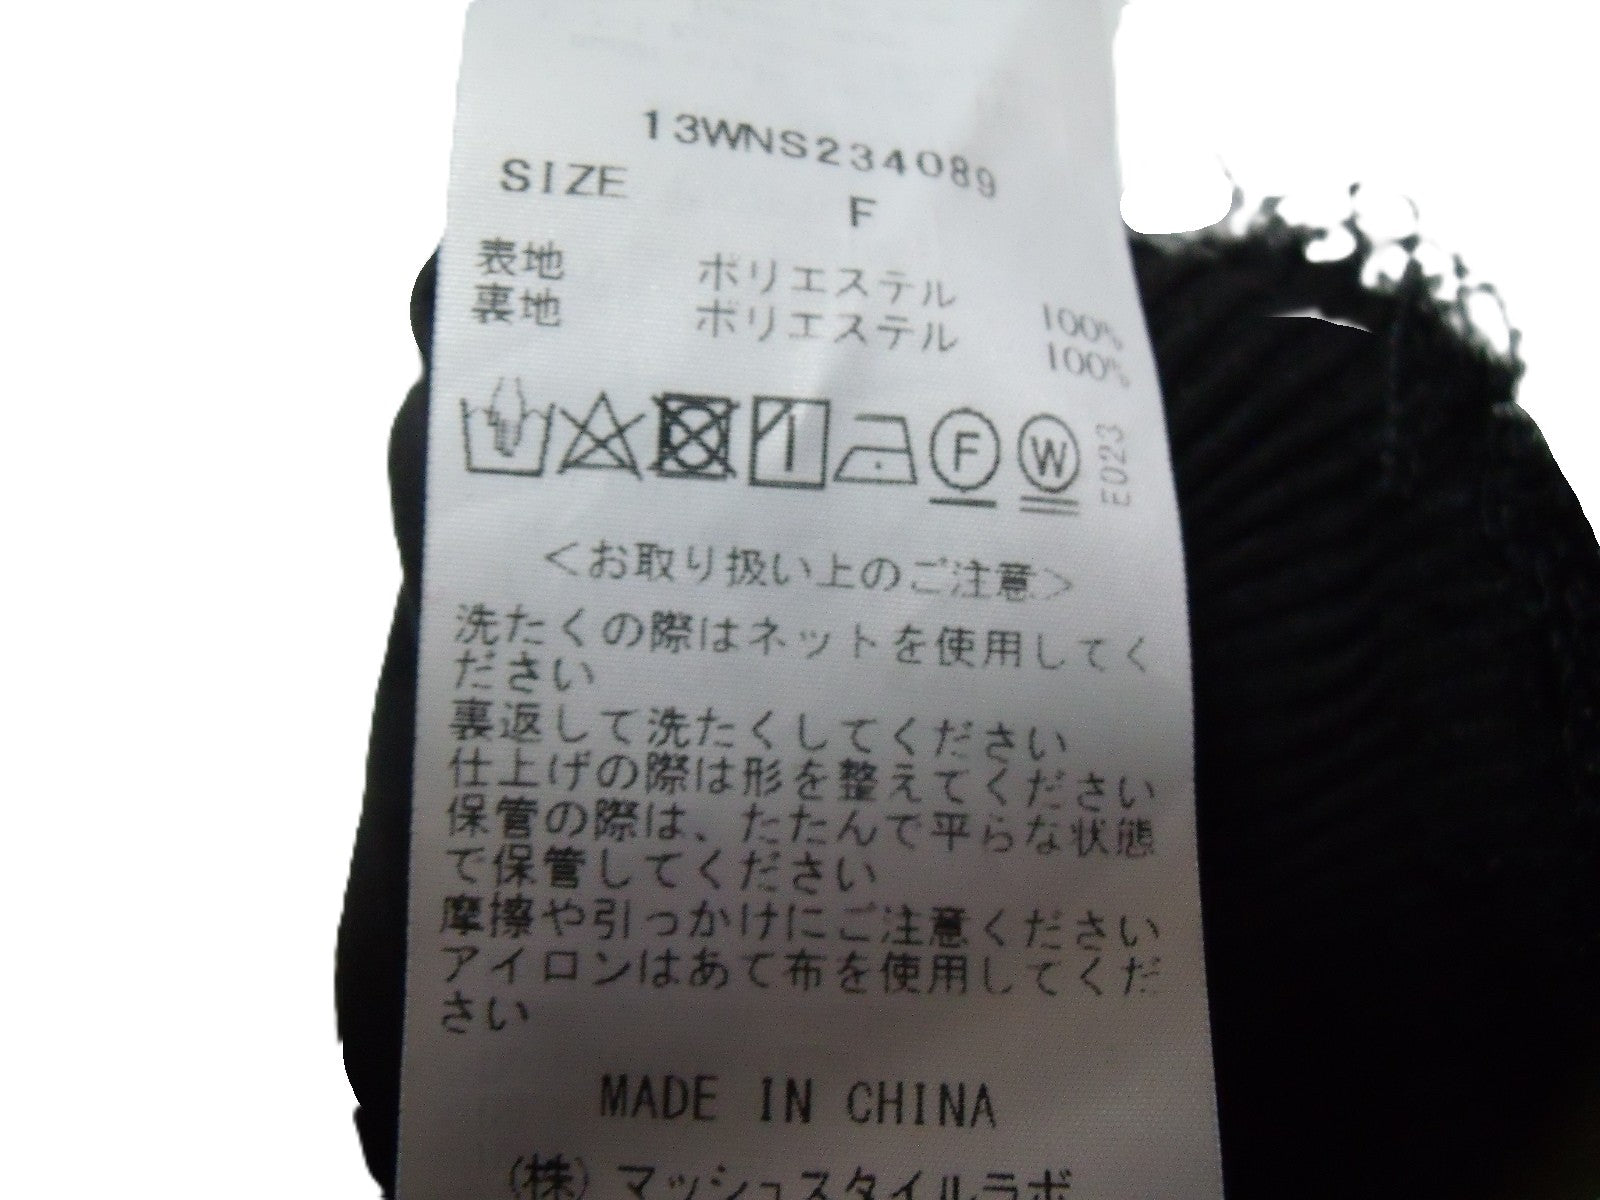 13WNS234089
SIZE F
表地 ポリエステル 100%
裏地 ポリエステル 100%
F W E023
<お取り扱い上のご注意>
洗たくの際はネットを使用してく
ださい
裏返して洗たくしてください
仕上げの際は形を整えてください
保管の際は、たたんで平らな状態
で保管してください
摩擦や引っかけにご注意ください
アイロンはあて布を使用してくだ
さい
MADE IN CHINA
(株)マッシュスタイルラボ